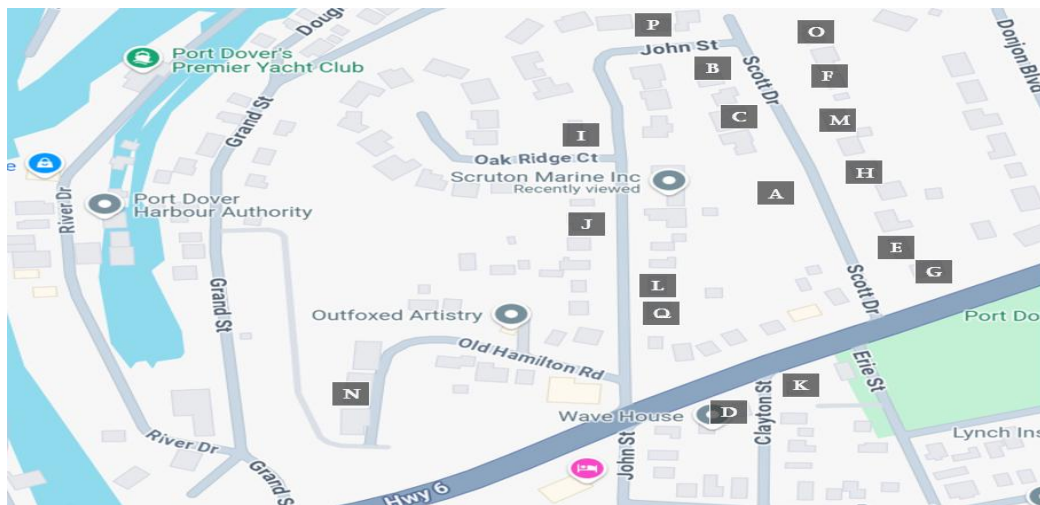 Port Dover's
Premier Yacht Club
P
John St
O
B
Scott Dr
F
Donjon Blvd
Grand St
C
M
I
Oak Ridge Ct
e
Scruton Marine Inc
Recently viewed
H
A
River Dr
Port Dover
Harbour Authority
J
E
G
Scott Dr
L
Q
Grand St
Outfoxed Artistry
Port Do
Old Hamilton Rd
Erie St
K
N
Wave House
D
Clayton St
Lynch Ins
River Dr
John St
Grand S
Hwy 6